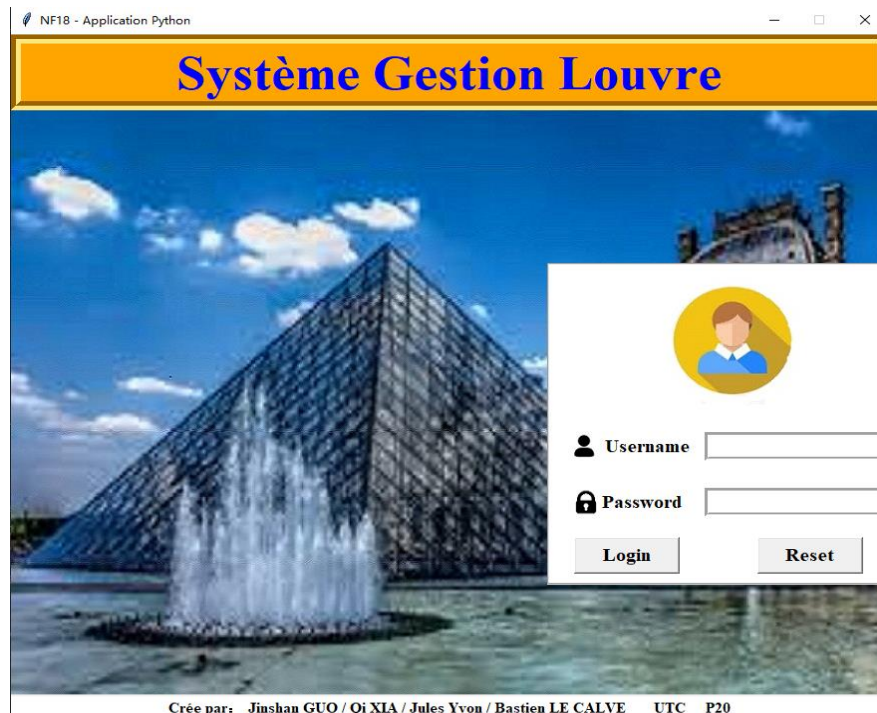 NF18 - Application Python
Système Gestion Louvre
Username
Password
Login Reset
Crée par: Jinshan GUO / Qi XIA / Jules Yvon / Bastien LE CALVE UTC P20